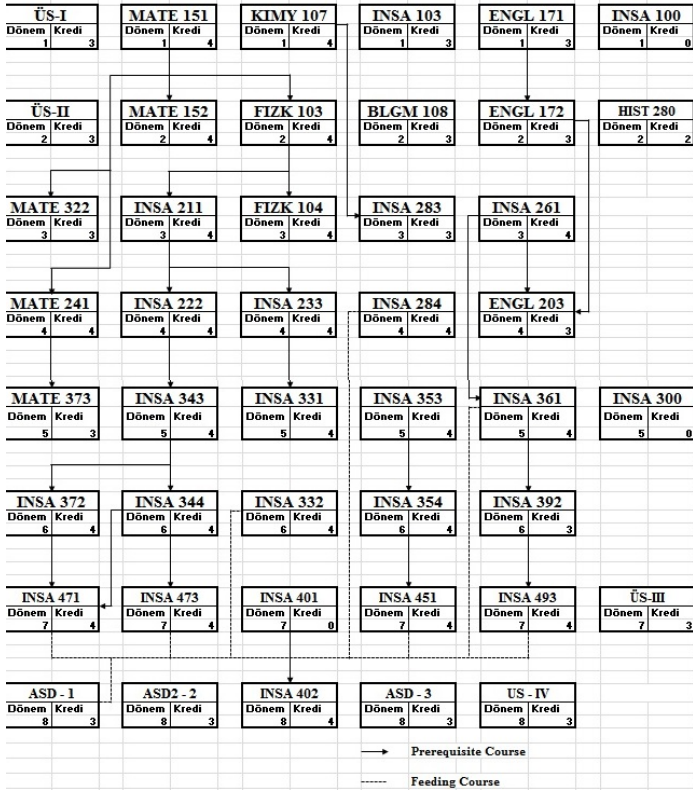 ÜS-I MATE 151 KIMY 107 INSA 103 ENGL 171 INSA 100
Dönem Kredi Dönem Kredi Dönem Kredi Dönem Kredi Dönem Kredi Dönem Kredi
1 3 1 4 1 4 1 3 1 3 1 0
ÜS-II MATE 152 FIZK 103 BLGM 108 ENGL 172 HIST 280
Dönem Kredi Dönem Kredi Dönem Kredi Dönem Kredi Dönem Kredi Dönem Kredi
2 3 2 4 2 4 2 3 2 3 2 2
MATE 322 INSA 211 FIZK 104 INSA 283 INSA 261
Dönem Kredi Dönem Kredi Dönem Kredi Dönem Kredi Dönem Kredi
3 3 3 4 3 4 3 3 3 4
MATE 241 INSA 222 INSA 233 INSA 284 ENGL 203
Dönem Kredi Dönem Kredi Dönem Kredi Dönem Kredi Dönem Kredi
4 4 4 4 4 4 4 4 4 3
MATE 373 INSA 343 INSA 331 INSA 353 INSA 361 INSA 300
Dönem Kredi Dönem Kredi Dönem Kredi Dönem Kredi Dönem Kredi Dönem Kredi
5 3 5 4 5 4 5 4 5 4 5 0
INSA 372 INSA 344 INSA 332 INSA 354 INSA 392
Dönem Kredi Dönem Kredi Dönem Kredi Dönem Kredi Dönem Kredi
6 4 6 4 6 4 6 4 6 3
INSA 471 INSA 473 INSA 401 INSA 451 INSA 493 ÜS-III
Dönem Kredi Dönem Kredi Dönem Kredi Dönem Kredi Dönem Kredi Dönem Kredi
7 4 7 4 7 0 7 4 7 4 7 3
ASD - 1 ASD2 - 2 INSA 402 ASD - 3 US - IV
Dönem Kredi Dönem Kredi Dönem Kredi Dönem Kredi Dönem Kredi
8 3 8 3 8 4 8 3 8 3
Prerequisite Course
Feeding Course